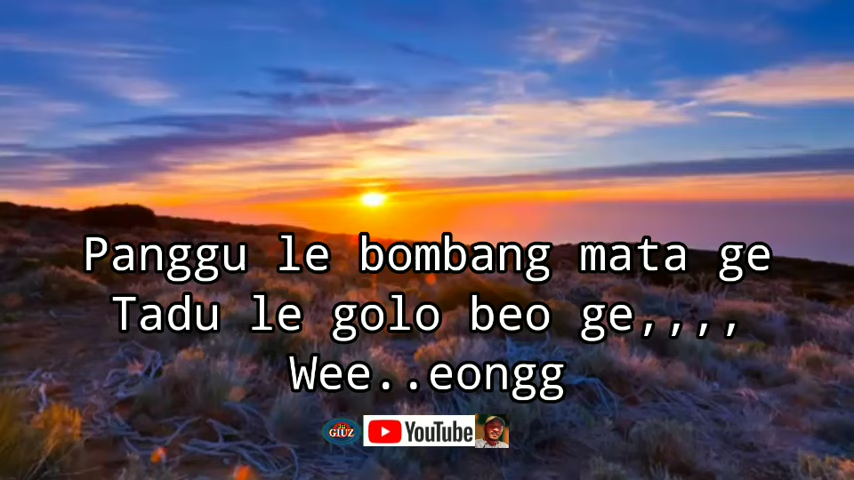 Panggu le bombang mata ge
Tadu le golo beo ge,,,,
Wee..eongg
GIUZ YouTube